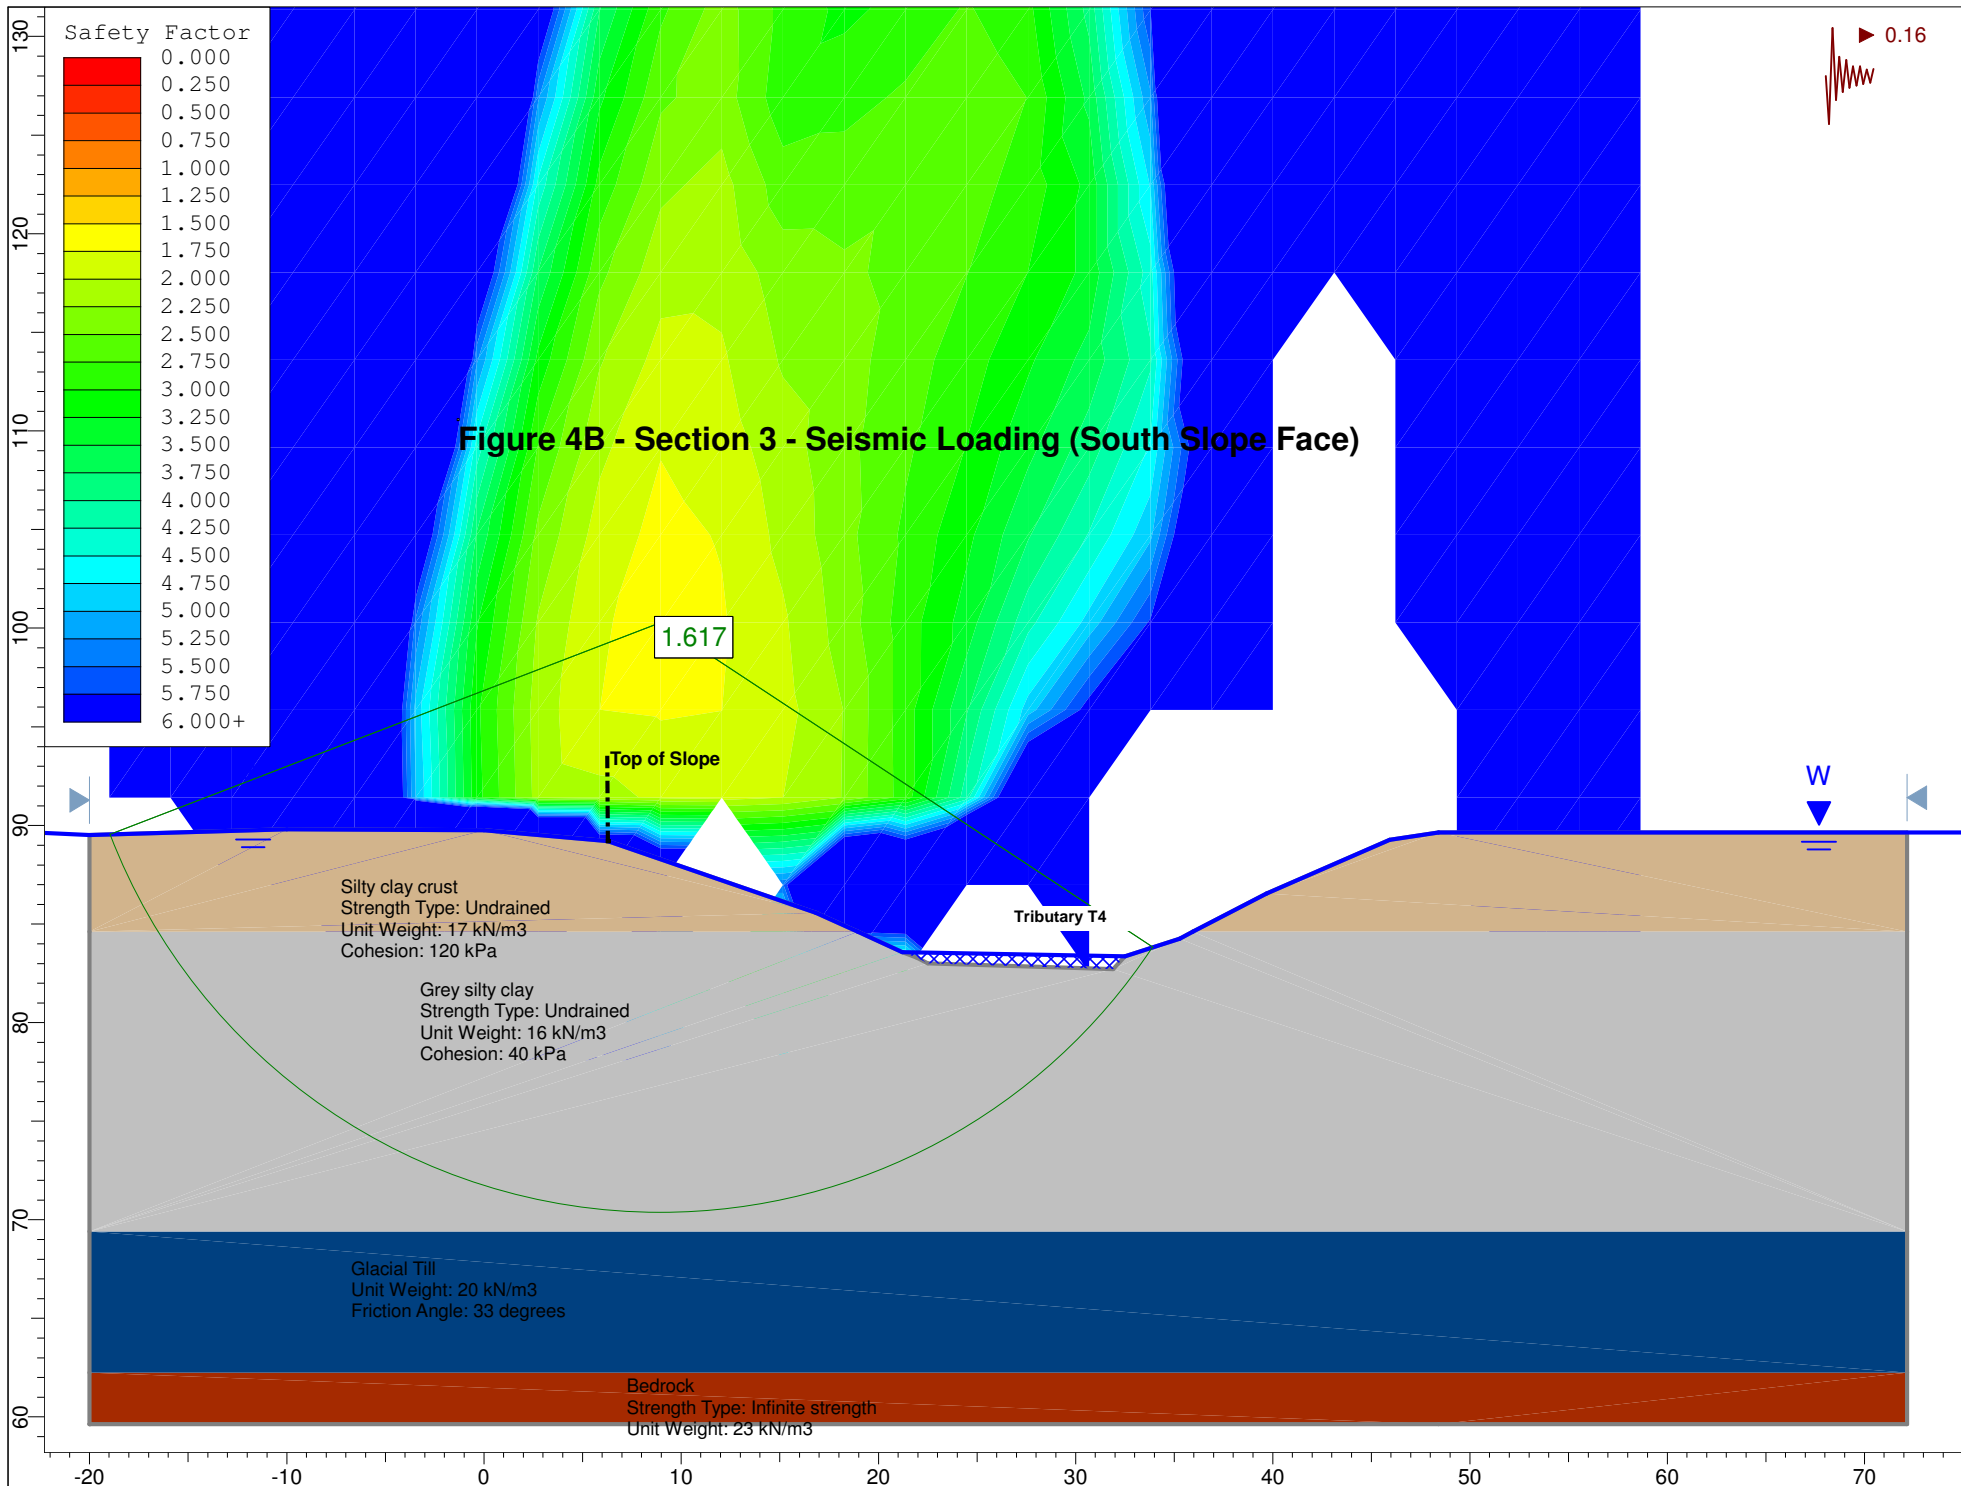 Safety Factor
0.000
0.250
0.500
0.750
1.000
1.250
1.500
1.750
2.000
2.250
2.500
2.750
3.000
3.250
3.500
3.750
4.000
4.250
4.500
4.750
5.000
5.250
5.500
5.750
6.000+
0.16
Figure 4B - Section 3 - Seismic Loading (South Slope Face)
1.617
Top of Slope
W
Tributary T4
Silty clay crust
Strength Type: Undrained
Unit Weight: 17 kN/m3
Cohesion: 120 kPa
Grey silty clay
Strength Type: Undrained
Unit Weight: 16 kN/m3
Cohesion: 40 kPa
Glacial Till
Unit Weight: 20 kN/m3
Friction Angle: 33 degrees
Bedrock
Strength Type: Infinite strength
Unit Weight: 23 kN/m3
130
120
110
100
90
80
70
60
-20 -10 0 10 20 30 40 50 60 70